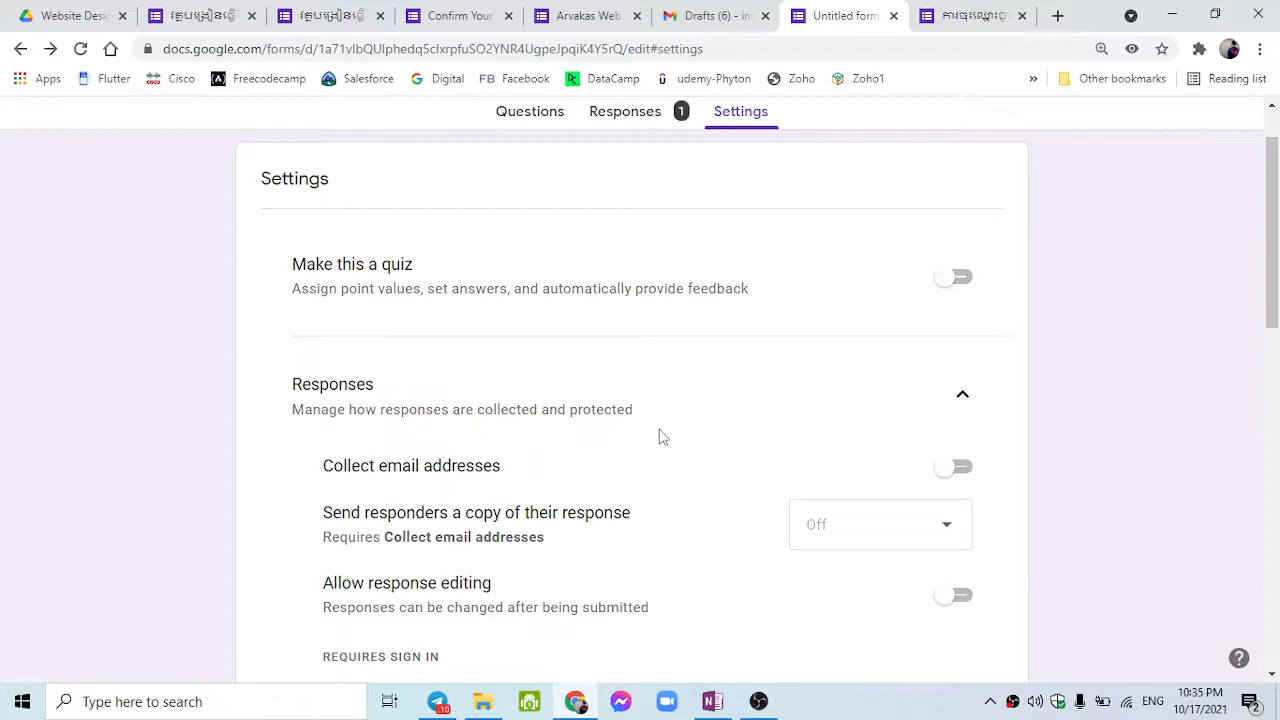 Website Desig
Confirm Your
Arvakas Web
Drafts (6) - in
Untitled form
docs.google.com/forms/d/1a71vIbQUIphedq5clxrpfuSO2YNR4UgpeJpqiK4Y5rQ/edit#settings
Apps Flutter Cisco Freecodecamp Salesforce Digital Facebook DataCamp udemy-Phyton Zoho Zoho1 » Other bookmarks Reading list
Questions Responses 1 Settings
Settings
Make this a quiz
Assign point values, set answers, and automatically provide feedback
Responses
Manage how responses are collected and protected
Collect email addresses
Send responders a copy of their response
Off
Requires Collect email addresses
Allow response editing
Responses can be changed after being submitted
REQUIRES SIGN IN
Type here to search
ENG
10:35 PM
10/17/2021